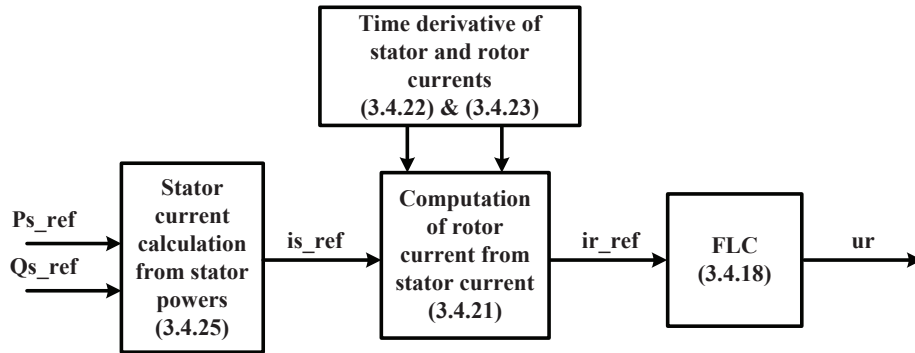 Time derivative of
stator and rotor
currents
(3.4.22) & (3.4.23)
Ps_ref
Qs_ref
Stator
current
calculation
from stator
powers
(3.4.25)
is_ref
Computation
of rotor
current from
stator current
(3.4.21)
ir_ref
FLC
(3.4.18)
ur